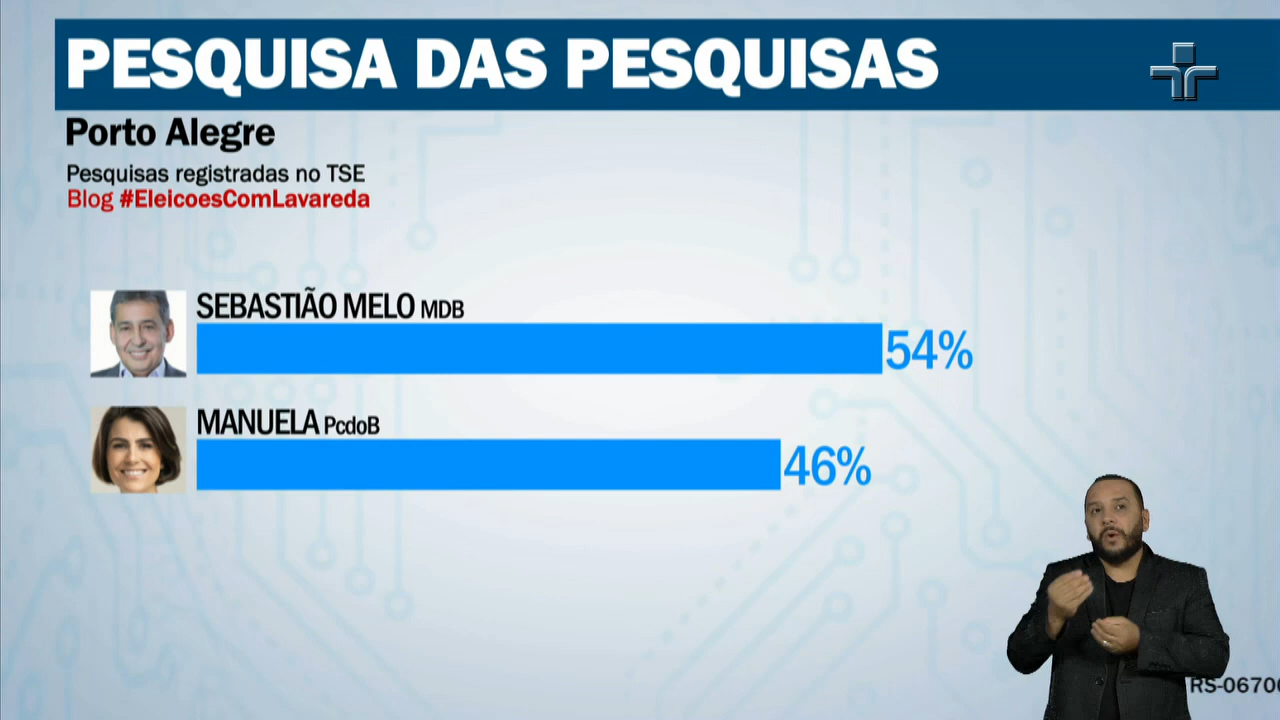 PESQUISA DAS PESQUISAS
Porto Alegre
Pesquisas registradas no TSE
Blog #EleicoesComLavareda
SEBASTIÃO MELO MDB
54%
MANUELA PcdoB
46%